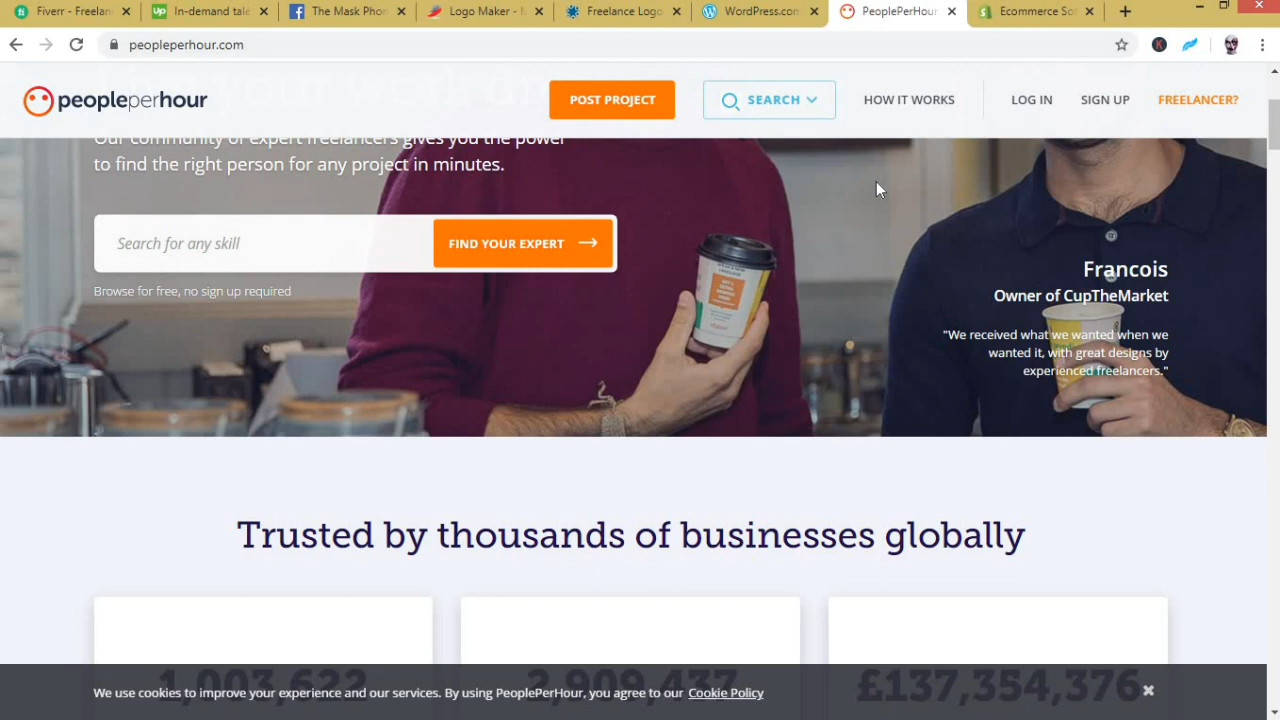 Fiverr - Freelan
In-demand tale
The Mask Phon
Logo Maker -
Freelance Logo
WordPress.com
PeoplePerHour
Ecommerce So
peopleperhour.com
peopleperhour
POST PROJECT
SEARCH
HOW IT WORKS
LOG IN
SIGN UP
FREELANCER?
Our community of expert freelancers gives you the power
to find the right person for any project in minutes.
Search for any skill
FIND YOUR EXPERT
Browse for free, no sign up required
Francois
Owner of CupTheMarket
"We received what we wanted when we
wanted it, with great designs by
experienced freelancers."
Trusted by thousands of businesses globally
1,003,622
2,909,437
£137,354,376
We use cookies to improve your experience and our services. By using PeoplePerHour, you agree to our Cookie Policy